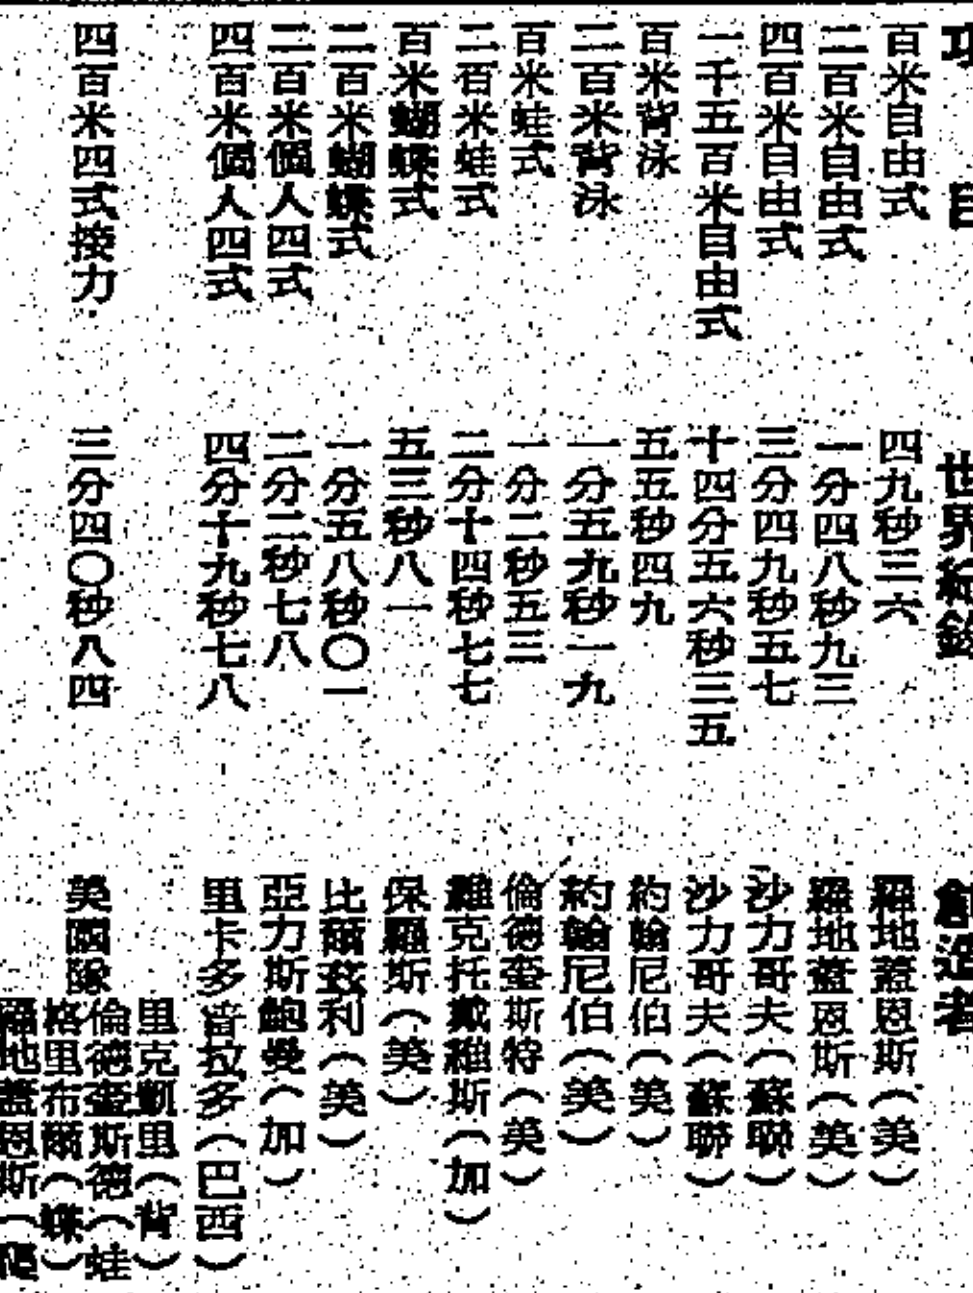 目 世界紀錄 創造者
百米自由式 四九秒三六 羅地蓋恩斯(美)
二百米自由式 一分四八秒九三 羅地蓋恩斯(美)
四百米自由式 三分四九秒五七 沙力哥夫(蘇聯)
一千五百米自由式 十四分五六秒三五 沙力哥夫(蘇聯)
百米背泳 五五秒四九 約翰尼伯(美)
二百米背泳 一分五九秒一九 約翰尼伯(美)
百米蛙式 一分二秒五三 倫德奎斯特(美)
二百米蛙式 二分十四秒七七 維克托戴維斯(加)
百米蝴蝶式 五三秒八一 保羅斯(美)
二百米蝴蝶式 一分五八秒〇一 比爾茲利(美)
二百米個人四式 二分二秒七八 亞力斯鮑曼(加)
四百米個人四式 四分十九秒七八 里卡多普拉多(巴西)
四百米四式接力 三分四〇秒八四 美國隊
里克凱里(背)
倫德奎斯德(蛙
格里布爾(蝶)
羅地蓋恩斯(